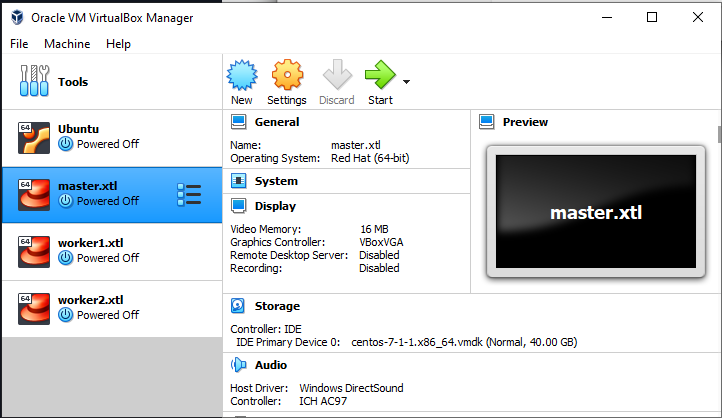 Oracle VM VirtualBox Manager
File Machine Help
Tools
New Settings Discard Start
64 Ubuntu
Powered Off
64 master.xtl
Powered Off
64 worker1.xtl
Powered Off
64 worker2.xtl
Powered Off
General
Name: master.xtl
Operating System: Red Hat (64-bit)
System
Display
Video Memory: 16 MB
Graphics Controller: VBoxVGA
Remote Desktop Server: Disabled
Recording: Disabled
Preview
master.xtl
Storage
Controller: IDE
IDE Primary Device 0: centos-7-1-1.x86_64.vmdk (Normal, 40.00 GB)
Audio
Host Driver: Windows DirectSound
Controller: ICH AC97